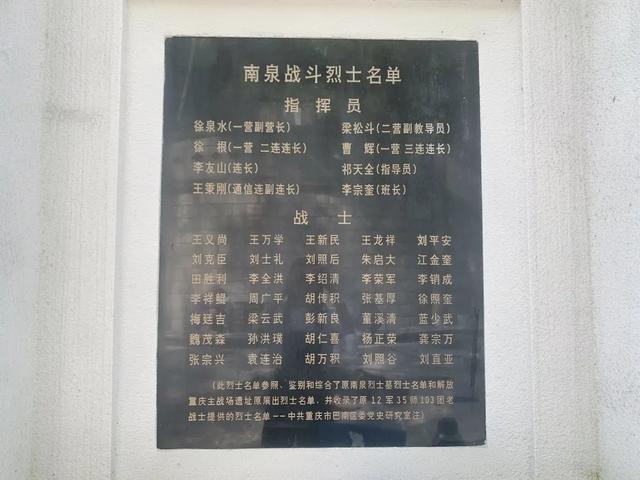 南泉战斗烈士名单
指挥员
徐泉水(一营副营长) 梁松斗(二营副教导员)
徐 根(一营 二连连长) 曹 辉(一营 三连连长)
李友山(连长) 祁天全(指导员)
王秉刚(通信连副连长) 李宗奎(班长)
战 士
王义尚 王万学 王新民 王龙祥 刘平安
刘克臣 刘士礼 刘照后 朱启大 江金奎
田胜利 李全洪 李绍清 李荣军 李销成
李祥鲲 周广平 胡传积 张基厚 徐照奎
梅廷吉 梁云武 彭新良 董溪清 蓝少武
魏茂森 孙洪璞 胡仁喜 杨正荣 龚宗万
张宗兴 袁连治 胡万积 刘照谷 刘直亚
(此烈士名单参照、鉴别和综合了原南泉烈士墓烈士名单和解放
重庆主战场遗址原展出烈士名单,并收录了原12军35师103团老
战士提供的烈士名单--中共重庆市巴南区委党史研究室注)